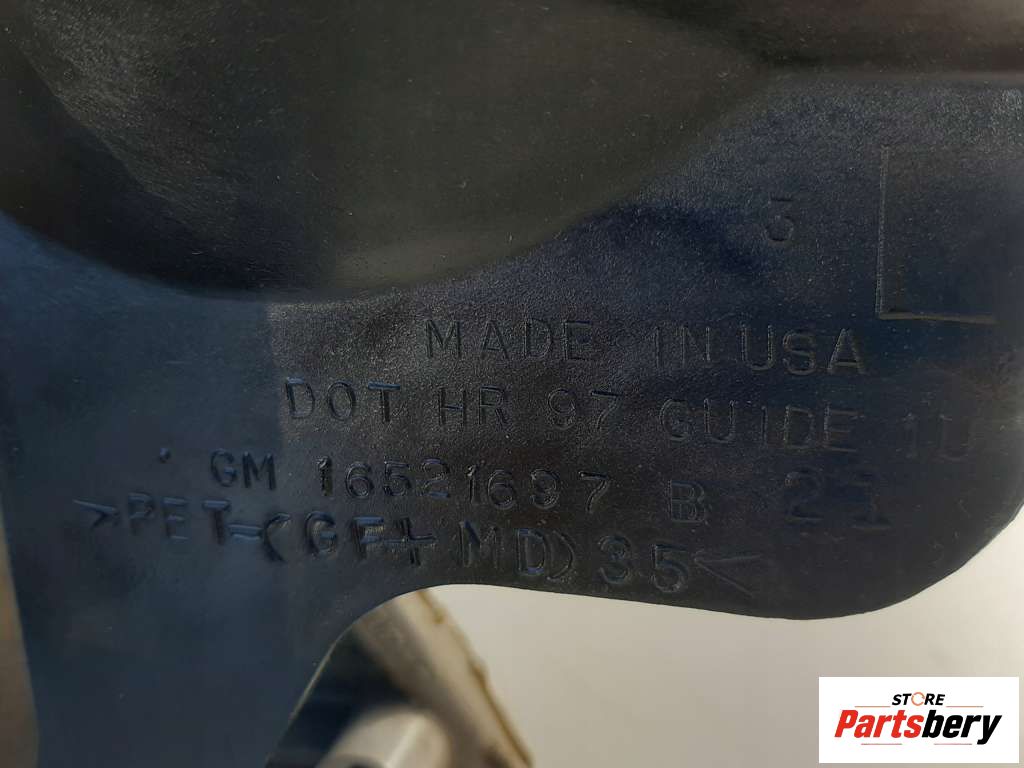 5
MADE IN USA
DOT HR 97 GUIDE 1U
GM 16521697 B 21
>PET-(GF+MD)35<
STORE
Partsbery